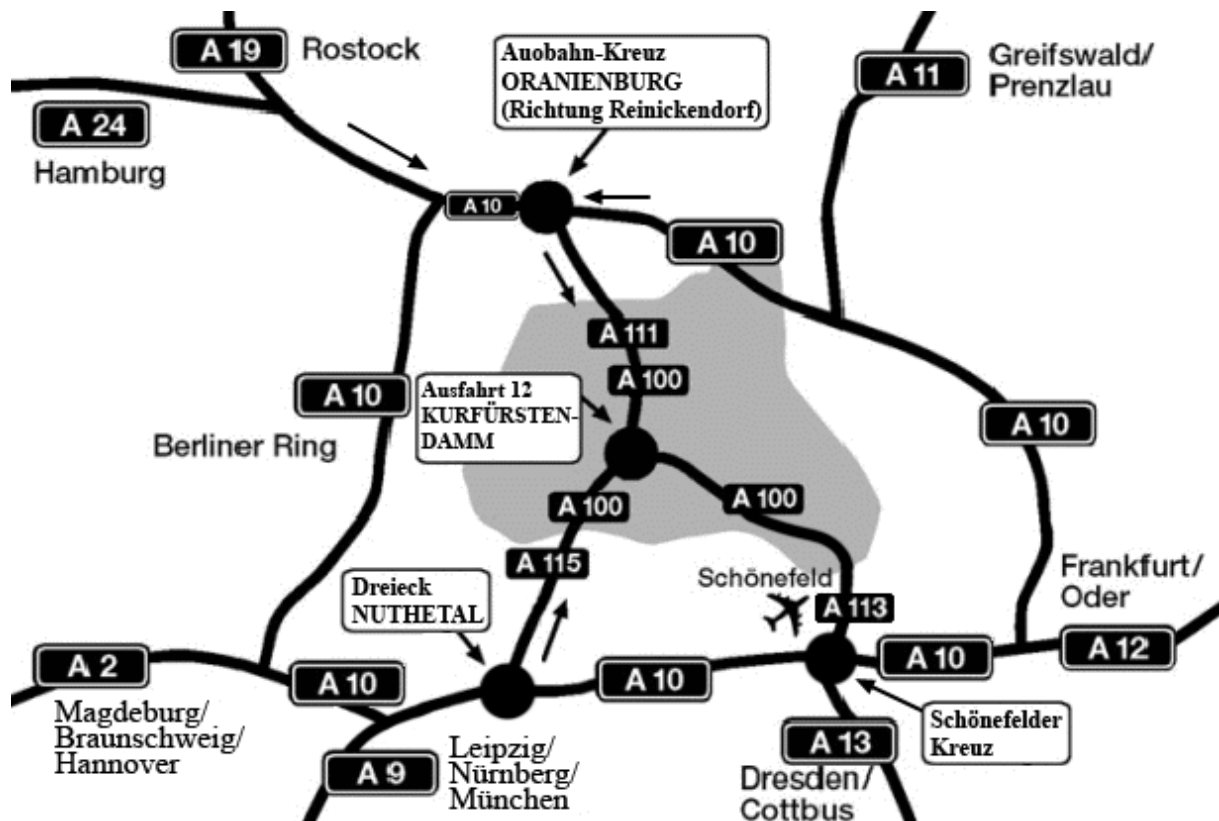 A 19
Rostock
Auobahn-Kreuz
ORANIENBURG
(Richtung Reinickendorf)
A 11
Greifswald/
Prenzlau
A 24
Hamburg
A 10
A 10
A 111
A 100
A 10
Ausfahrt 12
KURFÜRSTEN-
DAMM
A 10
Berliner Ring
A 100
A 100
A 115
Schönefeld
A 113
Frankfurt/
Oder
Dreieck
NUTHETAL
A 2
A 10
A 10
A 10
A 12
Magdeburg/
Braunschweig/
Hannover
A 9
Leipzig/
Nürnberg/
München
A 13
Dresden/
Cottbus
Schönefelder
Kreuz